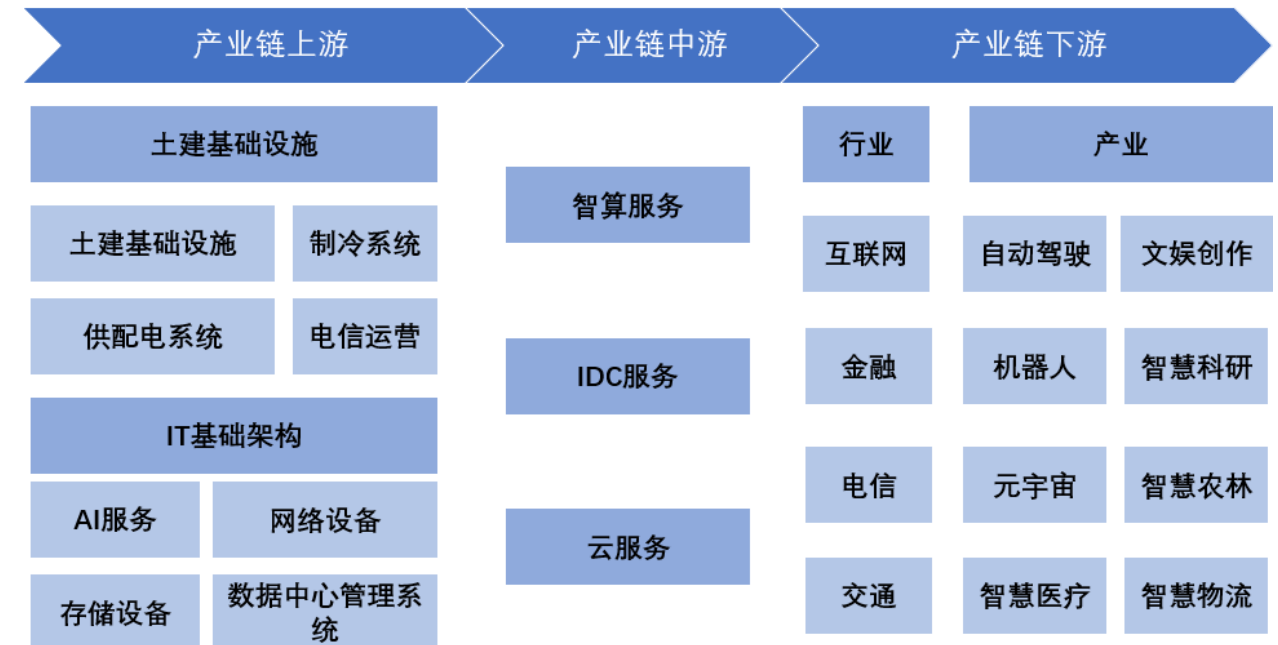 产业链上游
产业链中游
产业链下游
土建基础设施
土建基础设施
制冷系统
供配电系统
电信运营
IT基础架构
AI服务
网络设备
存储设备
数据中心管理系
统
智算服务
IDC服务
云服务
行业
产业
互联网
自动驾驶
文娱创作
金融
机器人
智慧科研
电信
元宇宙
智慧农林
交通
智慧医疗
智慧物流